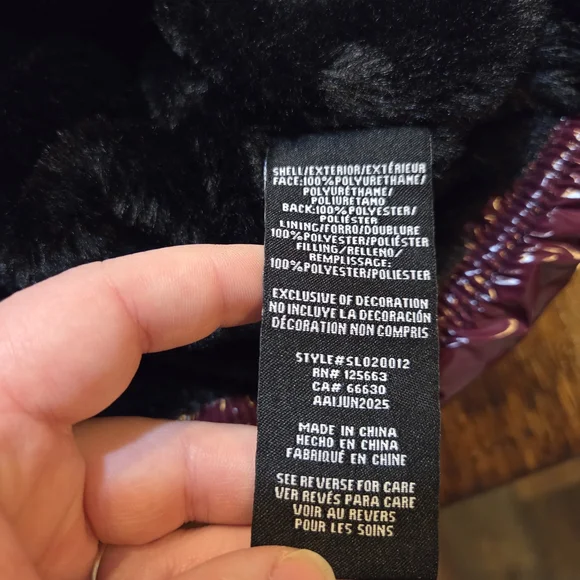 SHELL/EXTERIOR/EXTÉRIEUR
FACE:100%POLYURETHANE/
POLYURÉTHANE/
POLIURETANO
BACK:100%POLYESTER/
POLIÉSTER
LINING/FORRO/DOUBLURE
100%POLYESTER/POLIÉSTER
FILLING/RELLENO/
REMPLISSAGE:
100%POLYESTER/POLIESTER
EXCLUSIVE OF DECORATION
NO INCLUYE LA DECORACIÓN
DÉCORATION NON COMPRIS
STYLE#SL020012
RN# 125663
CA# 66630
AAIJUN2025
MADE IN CHINA
HECHO EN CHINA
FABRIQUÉ EN CHINE
SEE REVERSE FOR CARE
VER REVÉS PARA CARE
VOIR AU REVERS
POUR LES SOINS